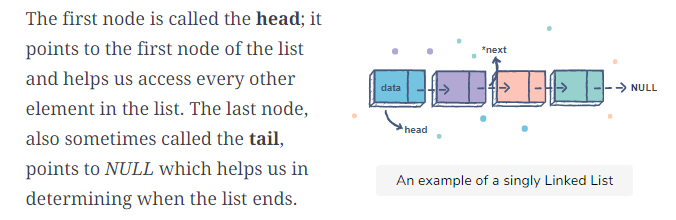 The first node is called the head; it
points to the first node of the list
and helps us access every other
element in the list. The last node,
also sometimes called the tail,
points to NULL which helps us in
determining when the list ends.
*next
data
NULL
head
An example of a singly Linked List